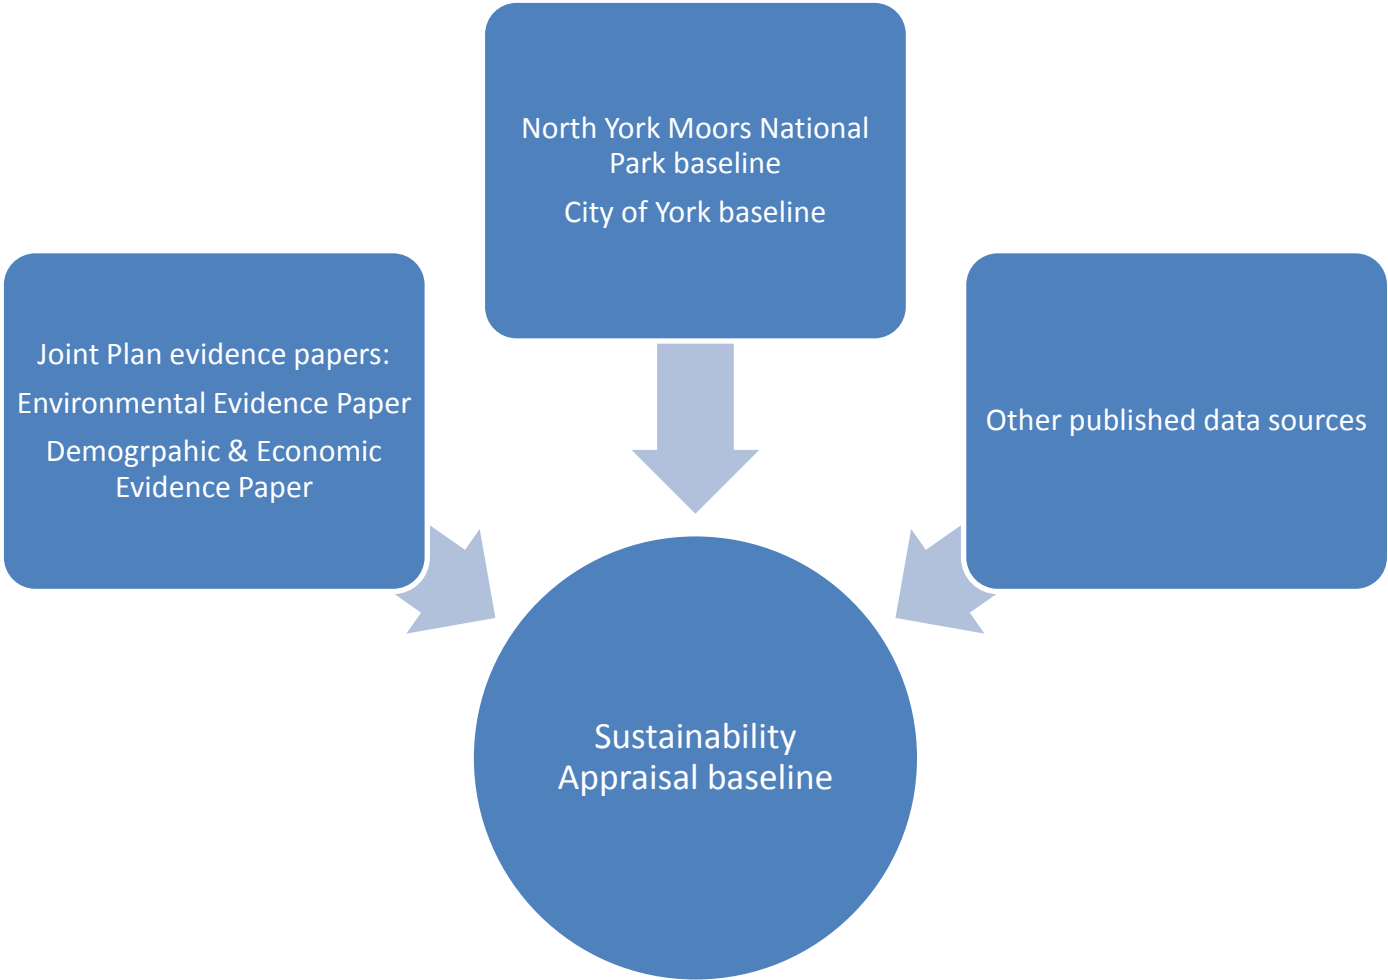 North York Moors National
Park baseline
City of York baseline
Joint Plan evidence papers:
Environmental Evidence Paper
Demogrpahic & Economic
Evidence Paper
Other published data sources
Sustainability
Appraisal baseline